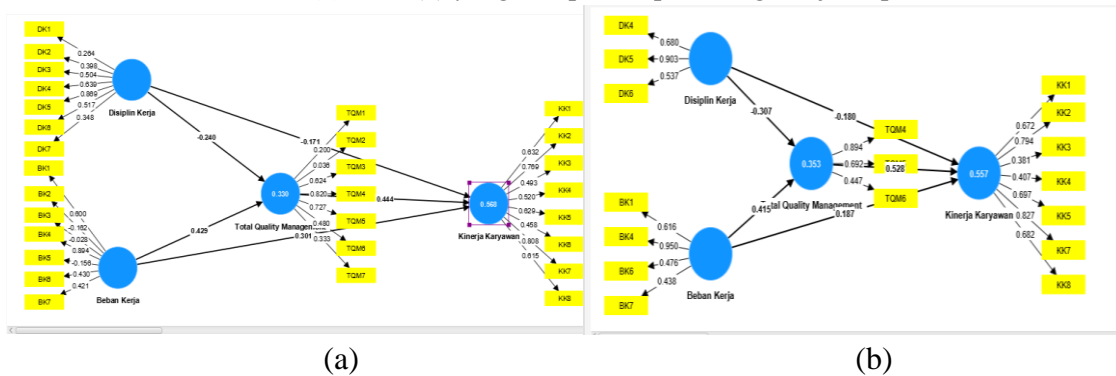 DK1
DK2
DK3
DK4
DK5
DK6
DK7
0.264
0.398
0.504
0.639
0.869
0.517
0.348
Disiplin Kerja
-0.240
-0.171
BK1
BK2
BK3
BK4
BK5
BK6
BK7
0.600
-0.162
-0.028
0.894
-0.156
0.430
0.421
Beban Kerja
0.429
0.301
0.330
Total Quality Management
TQM1
TQM2
TQM3
TQM4
TQM5
TQM6
TQM7
0.200
0.036
0.624
0.820
0.727
0.480
0.333
0.444
0.568
Kinerja Karyawan
KK1
KK2
KK3
KK4
KK5
KK6
KK7
KK8
0.632
0.769
0.493
0.520
0.629
0.458
0.808
0.615
(a)
DK4
DK5
DK6
0.680
0.903
0.537
Disiplin Kerja
-0.307
-0.180
BK1
BK4
BK6
BK7
0.616
0.950
0.476
0.438
Beban Kerja
0.415
0.187
0.353
Total Quality Management
TQM4
TQM6
0.894
0.692
0.447
0.528
0.557
Kinerja Karyawan
KK1
KK2
KK3
KK4
KK5
KK7
KK8
0.672
0.794
0.381
0.407
0.697
0.827
0.682
(b)